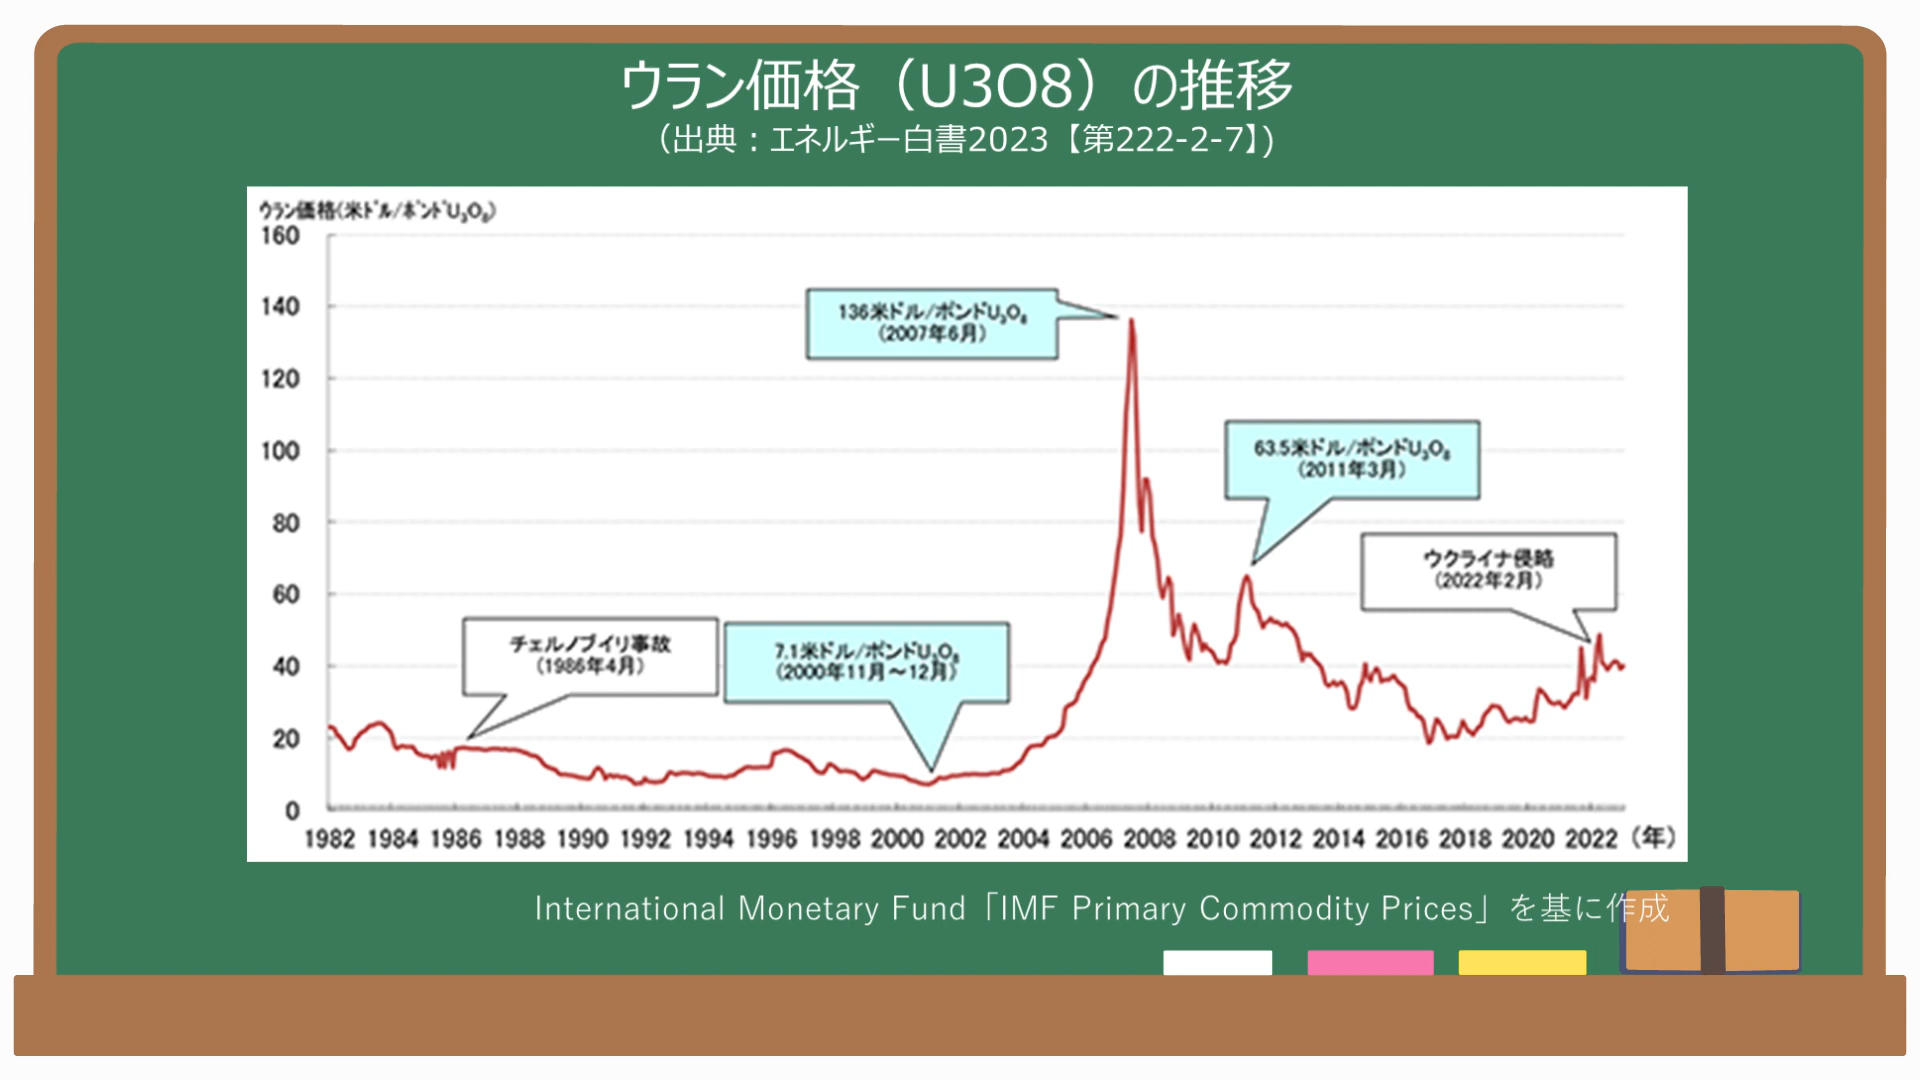 ウラン価格（U3O8）の推移
（出典：エネルギー白書2023【第222-2-7】)
ウラン価格(米ドル/ポンドU₃O₈)
160
140
120
100
80
60
40
20
0
136米ドル/ポンドU₃O₈
(2007年6月)
63.5米ドル/ポンドU₃O₈
(2011年3月)
ウクライナ侵略
(2022年2月)
チェルノブイリ事故
(1986年4月)
7.1米ドル/ポンドU₃O₈
(2000年11月～12月)
1982 1984 1986 1988 1990 1992 1994 1996 1998 2000 2002 2004 2006 2008 2010 2012 2014 2016 2018 2020 2022（年）
International Monetary Fund「IMF Primary Commodity Prices」を基に作成